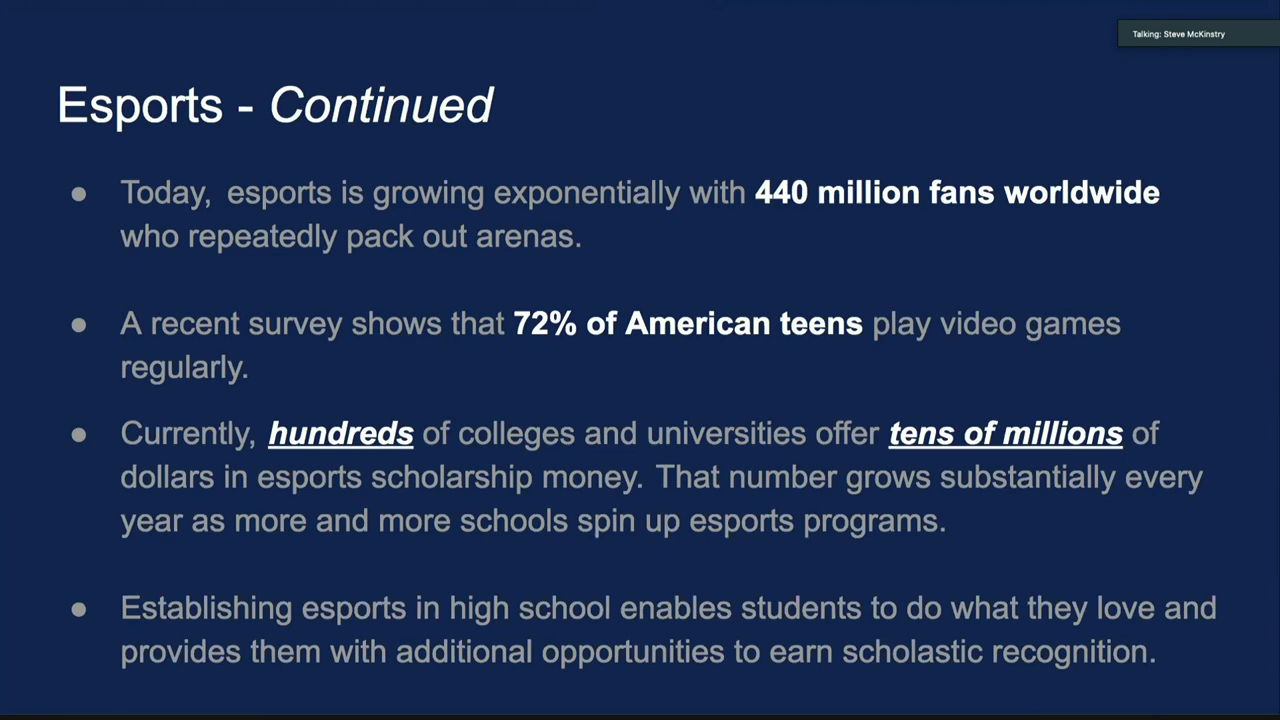 Talking: Steve McKinstry
Esports - Continued
● Today,  esports is growing exponentially with 440 million fans worldwide
who repeatedly pack out arenas.
● A recent survey shows that 72% of American teens play video games
regularly.
● Currently, hundreds of colleges and universities offer tens of millions of
dollars in esports scholarship money.  That number grows substantially every
year as more and more schools spin up esports programs.
● Establishing esports in high school enables students to do what they love and
provides them with additional opportunities to earn scholastic recognition.